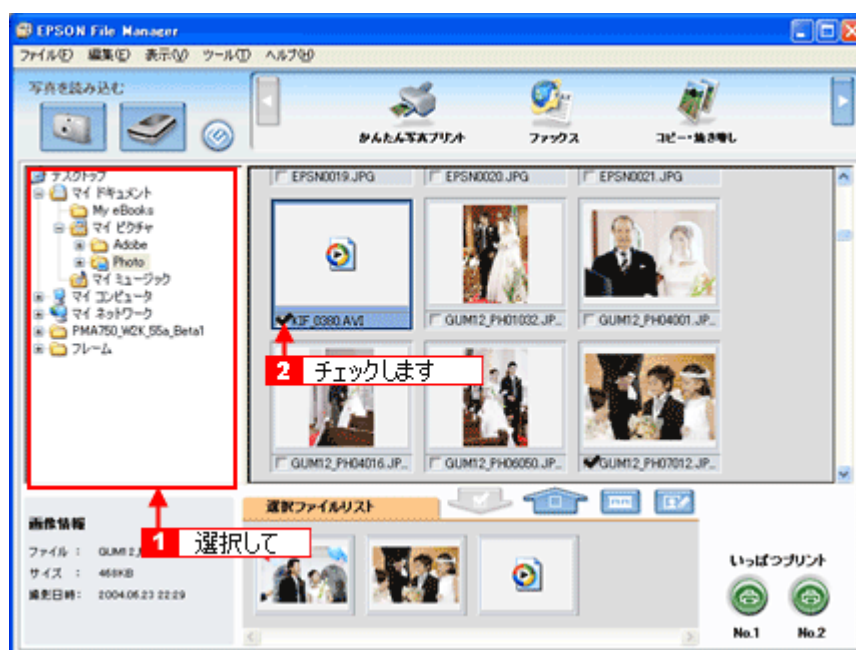 EPSON File Manager
ファイル(F) 編集(E) 表示(V) ツール(T) ヘルプ(H)
写真を読み込む
かんたん写真プリント ファックス コピー・焼き増し
デスクトップ
マイ ドキュメント
My eBooks
マイ ピクチャ
Adobe
Photo
マイ ミュージック
マイ コンピュータ
マイ ネットワーク
PMA750_W2K_S5a_Beta1
フレーム
EPSN0019.JPG EPSN0020.JPG EPSN0021.JPG
KIF_0380.AVI GUM12_PH01032.JP... GUM12_PH04001.JP...
2 チェックします
GUM12_PH04016.JP... GUM12_PH06050.JP... GUM12_PH07012.JP...
1 選択して
選択ファイルリスト
画像情報
ファイル : GUM12
サイズ : 468KB
撮影日時: 2004.06.23 22:29
いっぱつプリント
No.1 No.2